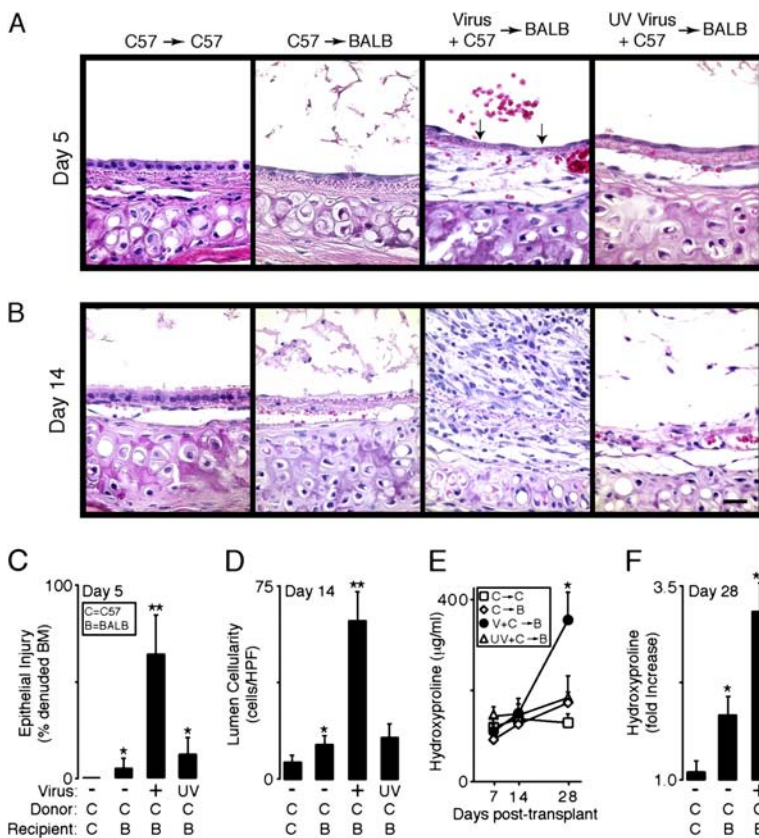 A
C57 → C57
C57 → BALB
Virus + C57 → BALB
UV Virus + C57 → BALB
Day 5
B
Day 14
C
Day 5
C=C57
B=BALB
100
0
Epithelial Injury
(% denuded BM)
*
**
*
Virus: - - + UV
Donor: C C C C
Recipient: C B B B
D
Day 14
75
0
Lumen Cellularity
(cells/HPF)
*
**
- - + UV
C C C C
C B B B
E
C→C
C→B
V+C→B
UV+C→B
*
400
0
Hydroxyproline (µg/ml)
7 14 28
Days post-transplant
F
Day 28
3.5
1.0
Hydroxyproline
(fold Increase)
*
*
- - +
C C C
C B B